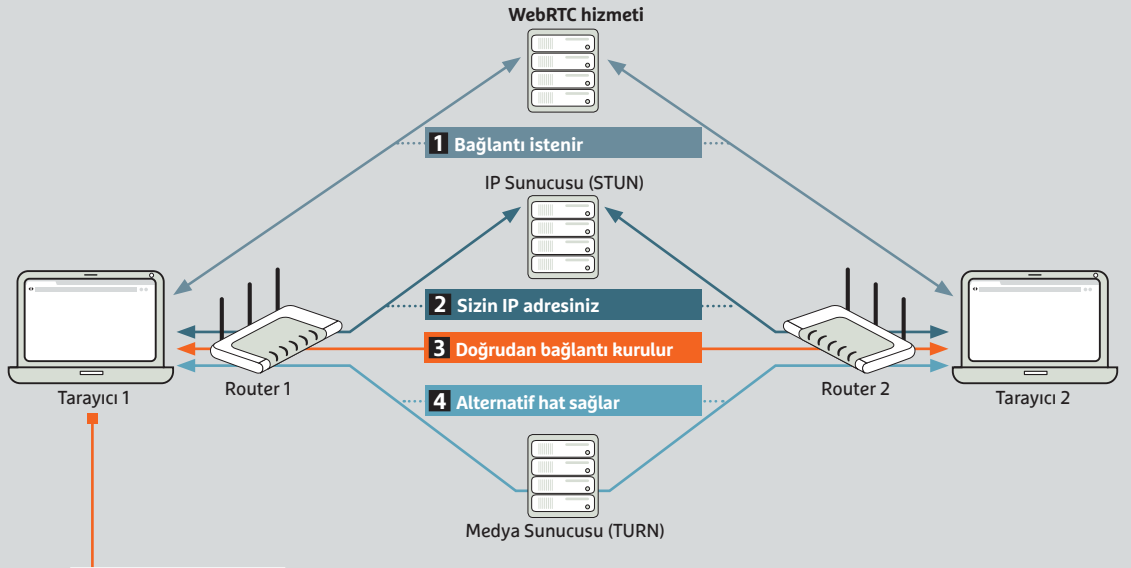 WebRTC hizmeti
1 Bağlantı istenir
IP Sunucusu (STUN)
2 Sizin IP adresiniz
3 Doğrudan bağlantı kurulur
Tarayıcı 1
Router 1
Router 2
Tarayıcı 2
4 Alternatif hat sağlar
Medya Sunucusu (TURN)